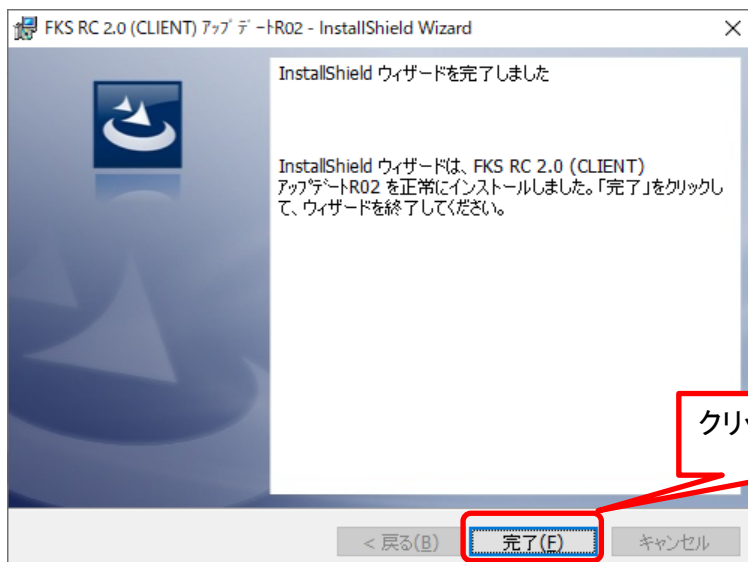 FKS RC 2.0 (CLIENT) ｱｯﾌﾟﾃﾞｰﾄR02 - InstallShield Wizard
InstallShield ウィザードを完了しました
InstallShield ウィザードは、FKS RC 2.0 (CLIENT)
ｱｯﾌﾟﾃﾞｰﾄR02 を正常にインストールしました。「完了」をクリックし
て、ウィザードを終了してください。
クリ
< 戻る(B)
完了(F)
キャンセル